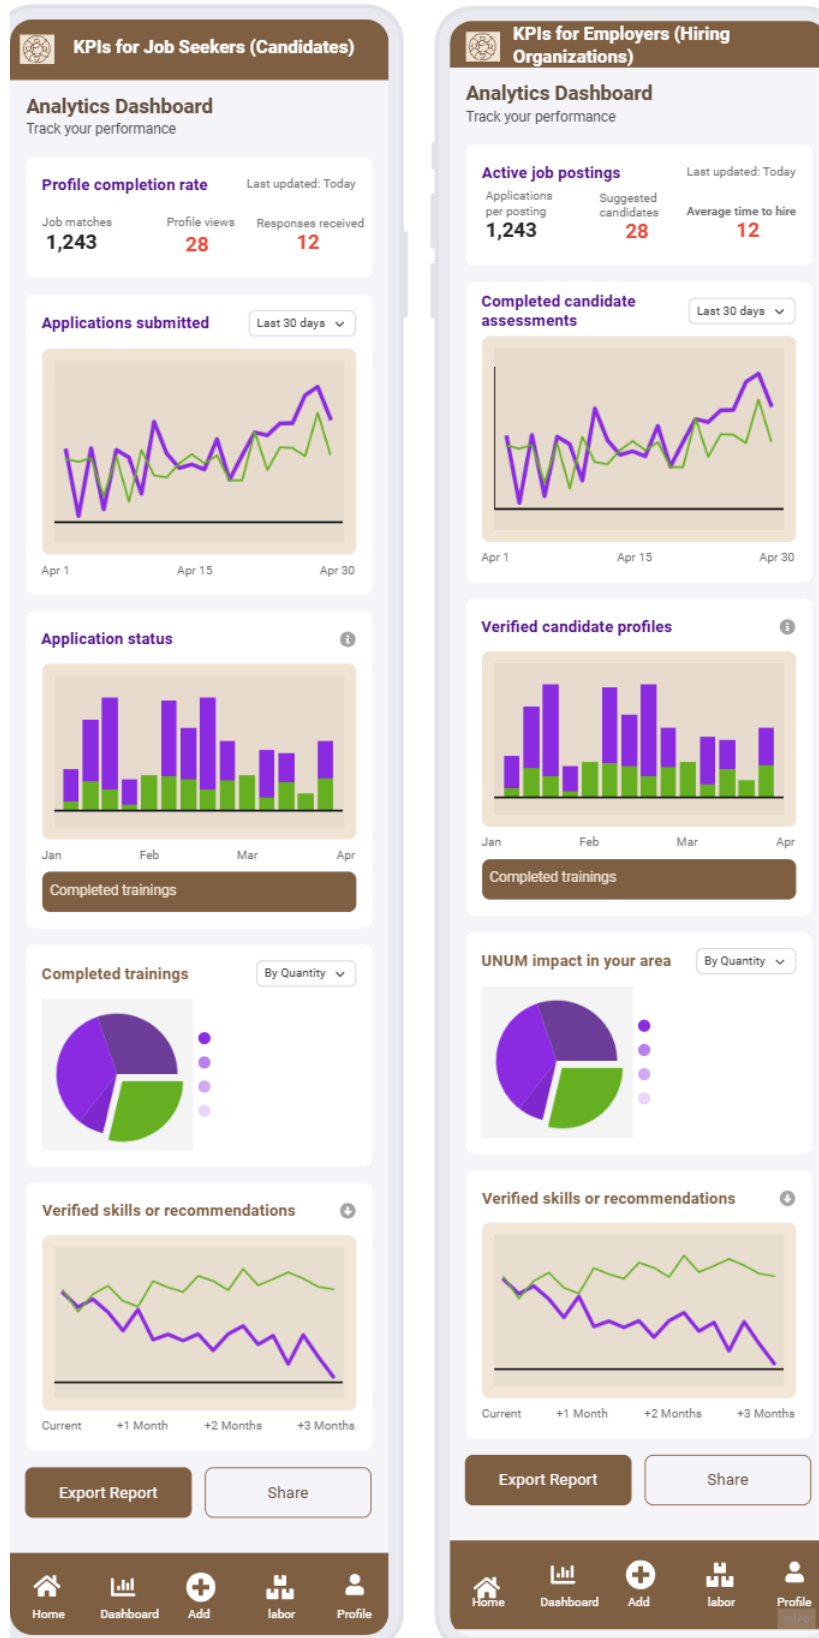 KPIs for Job Seekers (Candidates)
Analytics Dashboard
Track your performance
Profile completion rate
Last updated: Today
Job matches
Profile views
Responses received
1,243
28
12
Applications submitted
Last 30 days
Apr 1
Apr 15
Apr 30
Application status
Jan
Feb
Mar
Apr
Completed trainings
Completed trainings
By Quantity
Verified skills or recommendations
Current
+1 Month
+2 Months
+3 Months
Export Report
Share
Home
Dashboard
Add
labor
Profile
KPIs for Employers (Hiring
Organizations)
Analytics Dashboard
Track your performance
Active job postings
Last updated: Today
Applications
per posting
Suggested
candidates
Average time to hire
1,243
28
12
Completed candidate
assessments
Last 30 days
Apr 1
Apr 15
Apr 30
Verified candidate profiles
Jan
Feb
Mar
Apr
Completed trainings
UNUM impact in your area
By Quantity
Verified skills or recommendations
Current
+1 Month
+2 Months
+3 Months
Export Report
Share
Home
Dashboard
Add
labor
Profile
miro